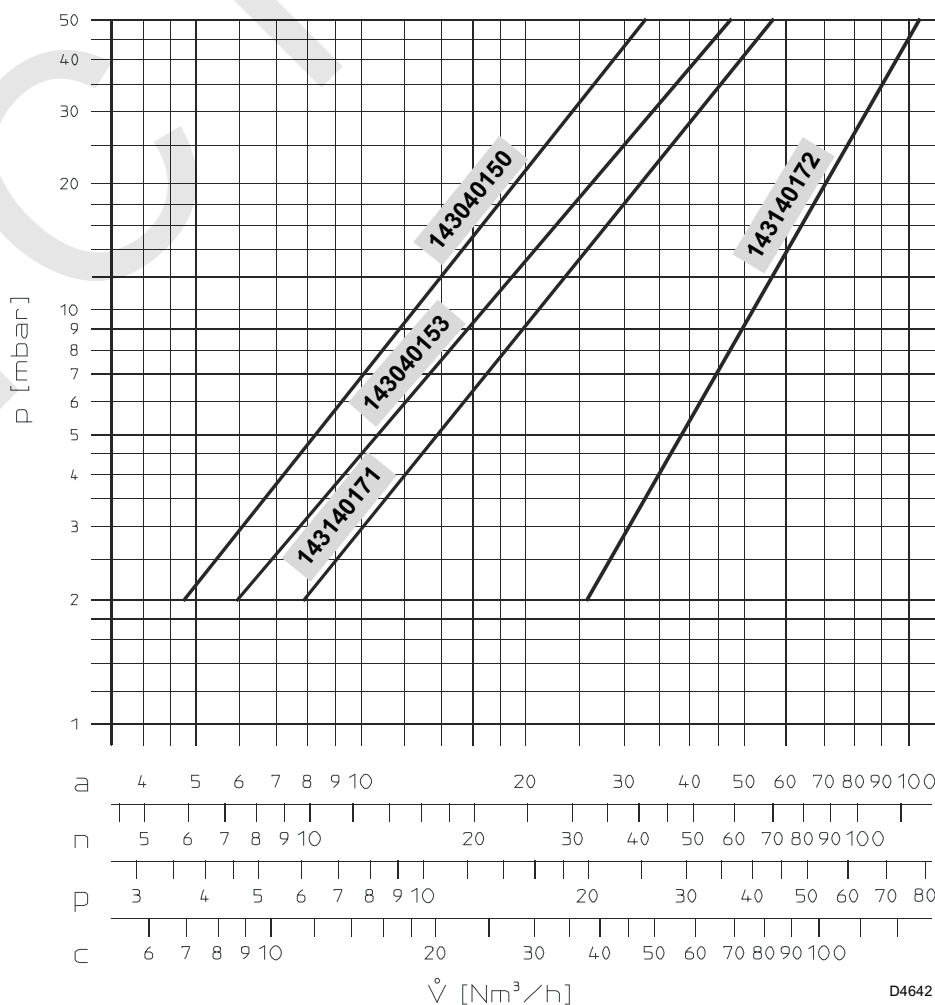 50
40
30
20
10
9
8
7
6
5
4
3
2
1
p [mbar]
143040150
143040153
143140171
143140172
a 4 5 6 7 8 9 10 20 30 40 50 60 70 80 90 100
n 5 6 7 8 9 10 20 30 40 50 60 70 80 90 100
p 3 4 5 6 7 8 9 10 20 30 40 50 60 70 80
c 6 7 8 9 10 20 30 40 50 60 70 80 90 100
V̊ [Nm³/h]
D4642